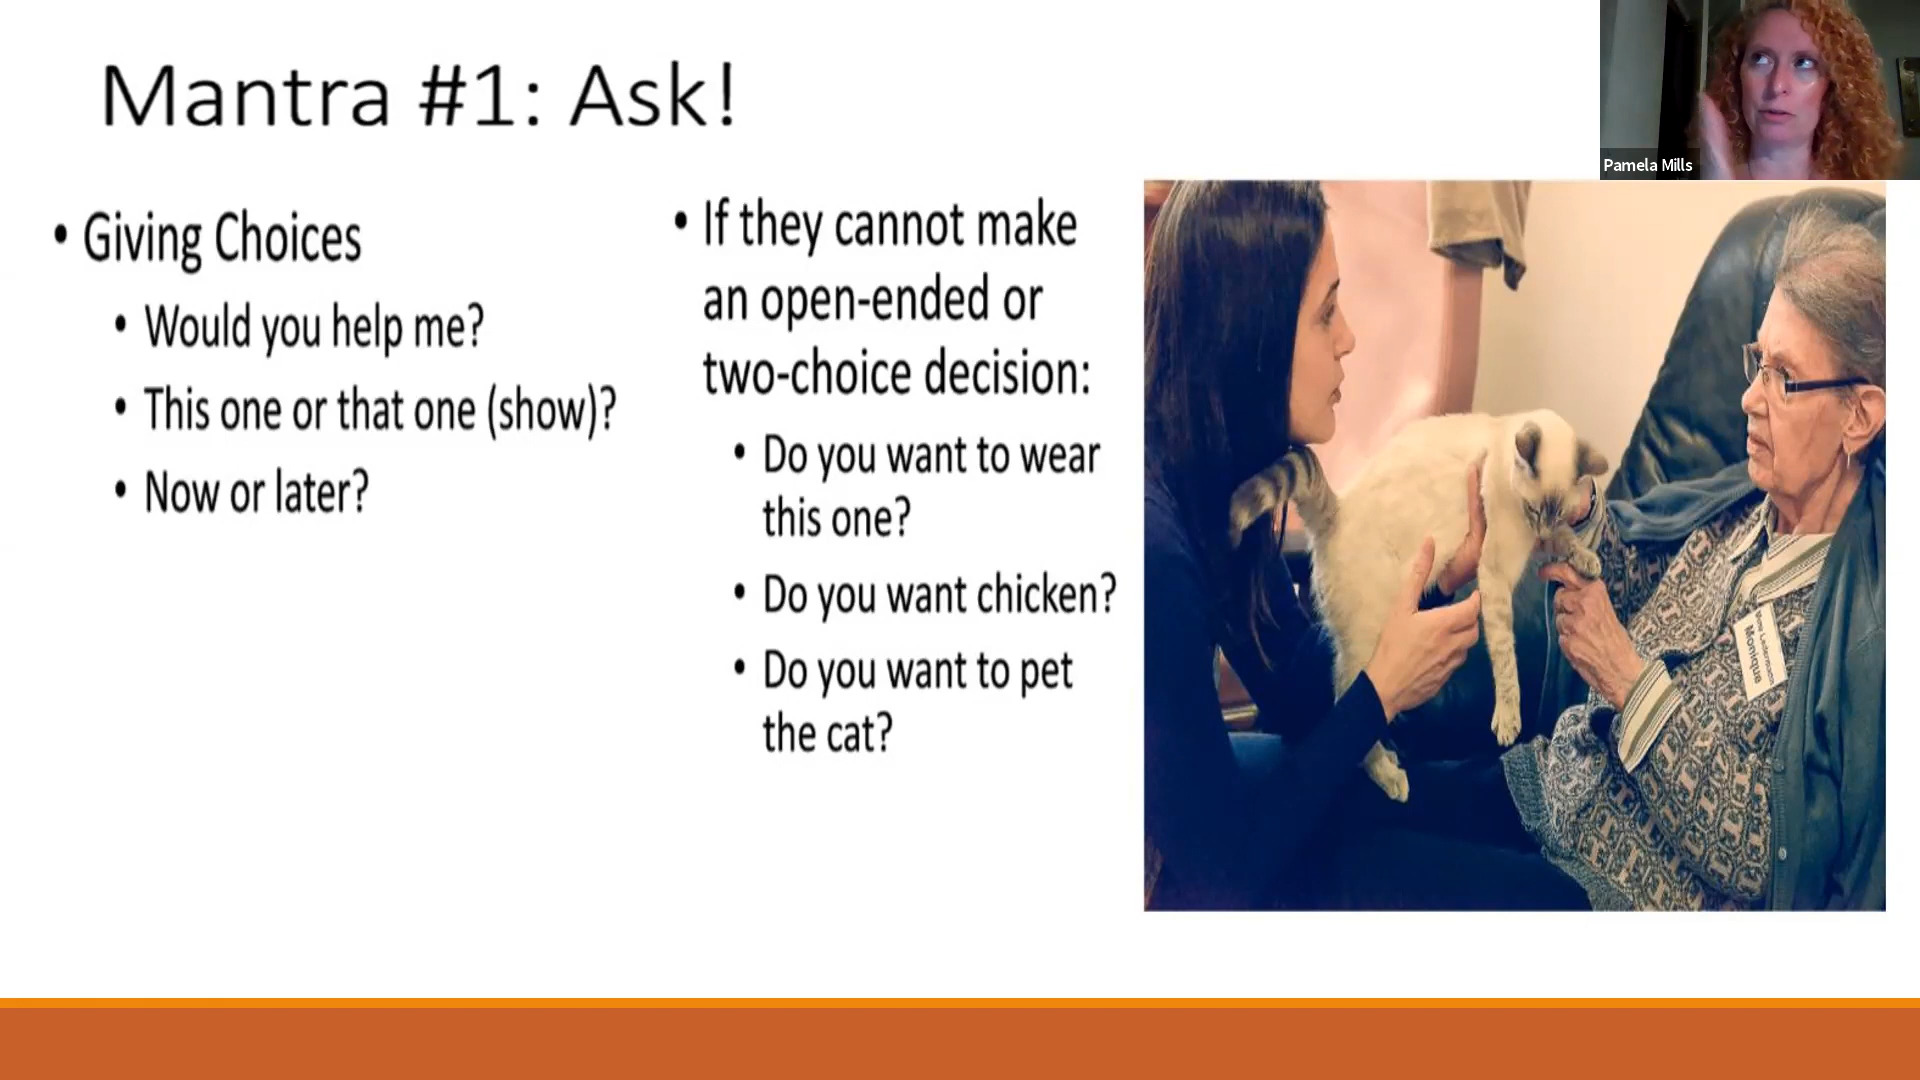 Mantra #1: Ask!
Pamela Mills
• Giving Choices
• Would you help me?
• This one or that one (show)?
• Now or later?
• If they cannot make
an open-ended or
two-choice decision:
• Do you want to wear
this one?
• Do you want chicken?
• Do you want to pet
the cat?
Monique